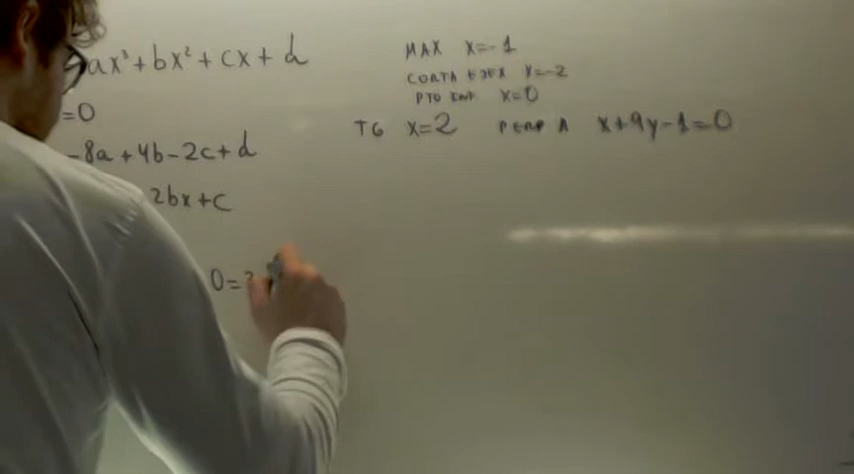 ax³+bx²+cx+d
MAX x=-1
CORTA EJEX x=-2
PTO INF x=0
=0
TG x=2 PERP A x+9y-1=0
-8a+4b-2c+d
2bx+c
0=3